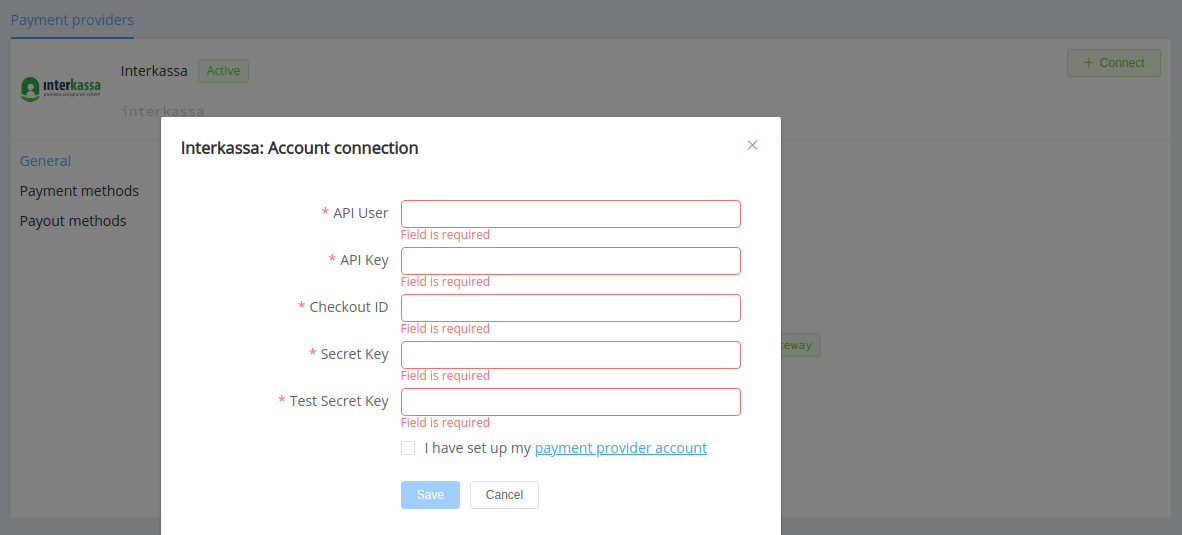 Payment providers
interkassa
Interkassa
Active
+ Connect
interkassa
General
Payment methods
Payout methods
Interkassa: Account connection
* API User
Field is required
* API Key
Field is required
* Checkout ID
Field is required
* Secret Key
Field is required
* Test Secret Key
Field is required
I have set up my payment provider account
Save
Cancel